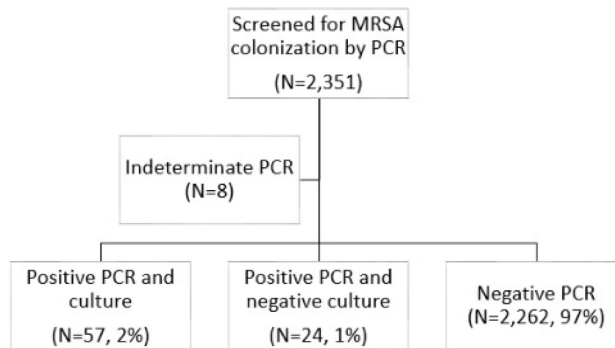 Screened for MRSA
colonization by PCR
(N=2,351)
Indeterminate PCR
(N=8)
Positive PCR and
culture
(N=57, 2%)
Positive PCR and
negative culture
(N=24, 1%)
Negative PCR
(N=2,262, 97%)